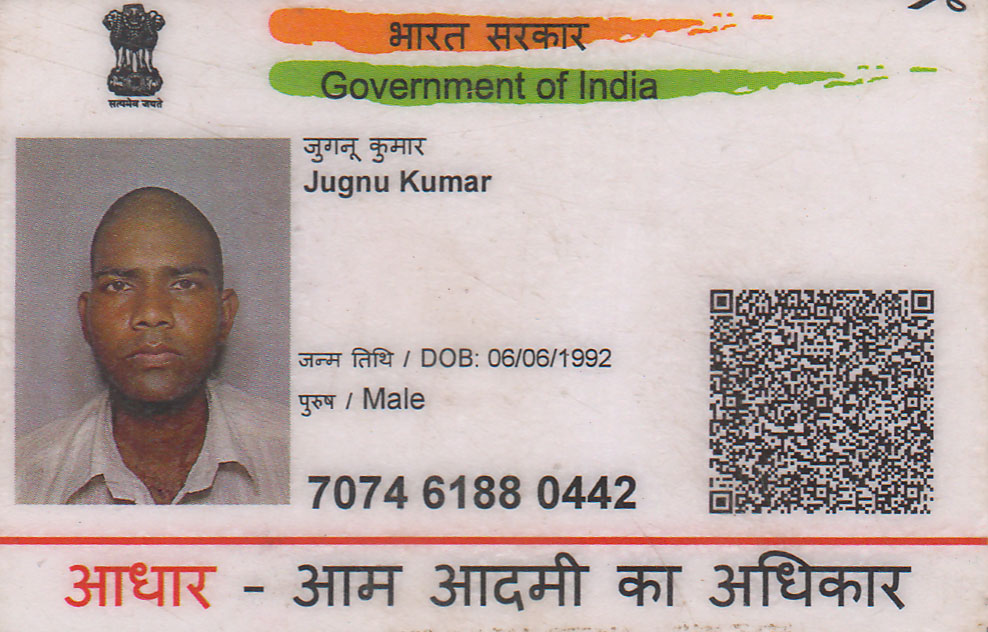 भारत सरकार
Government of India
सत्यमेव जयते
जुगनू कुमार
Jugnu Kumar
जन्म तिथि / DOB: 06/06/1992
पुरुष / Male
7074 6188 0442
आधार - आम आदमी का अधिकार